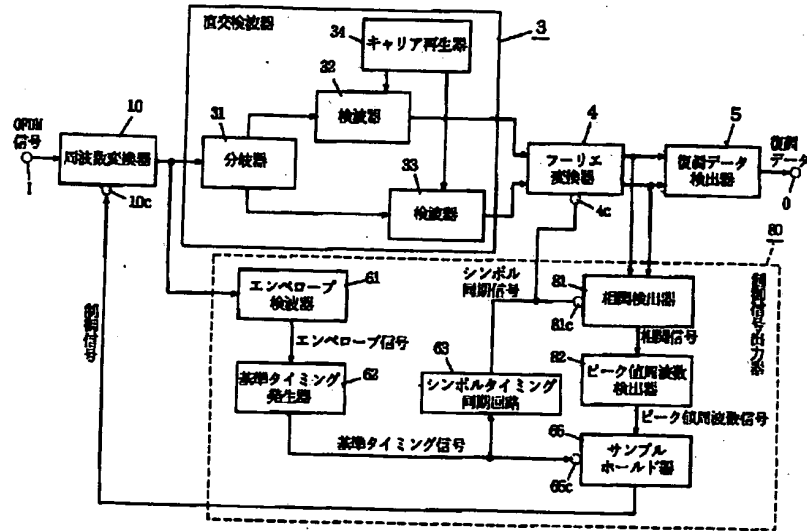 直交検波器
34
キャリア再生器
3
32
検波器
10
OFDM
信号
周波数変換器
I
10c
31
分岐器
33
検波器
4
フーリエ
変換器
4c
5
復調データ
検出器
復調
データ
O
80
制御信号出力器
制御信号
エンベロープ
検波器
61
エンベロープ信号
基準タイミング
発生器
62
シンボル
同期信号
63
シンボルタイミング
同期回路
基準タイミング信号
81
相関検出器
81c
相関信号
82
ピーク値周波数
検出器
ピーク値周波数信号
65
サンプル
ホールド器
65c